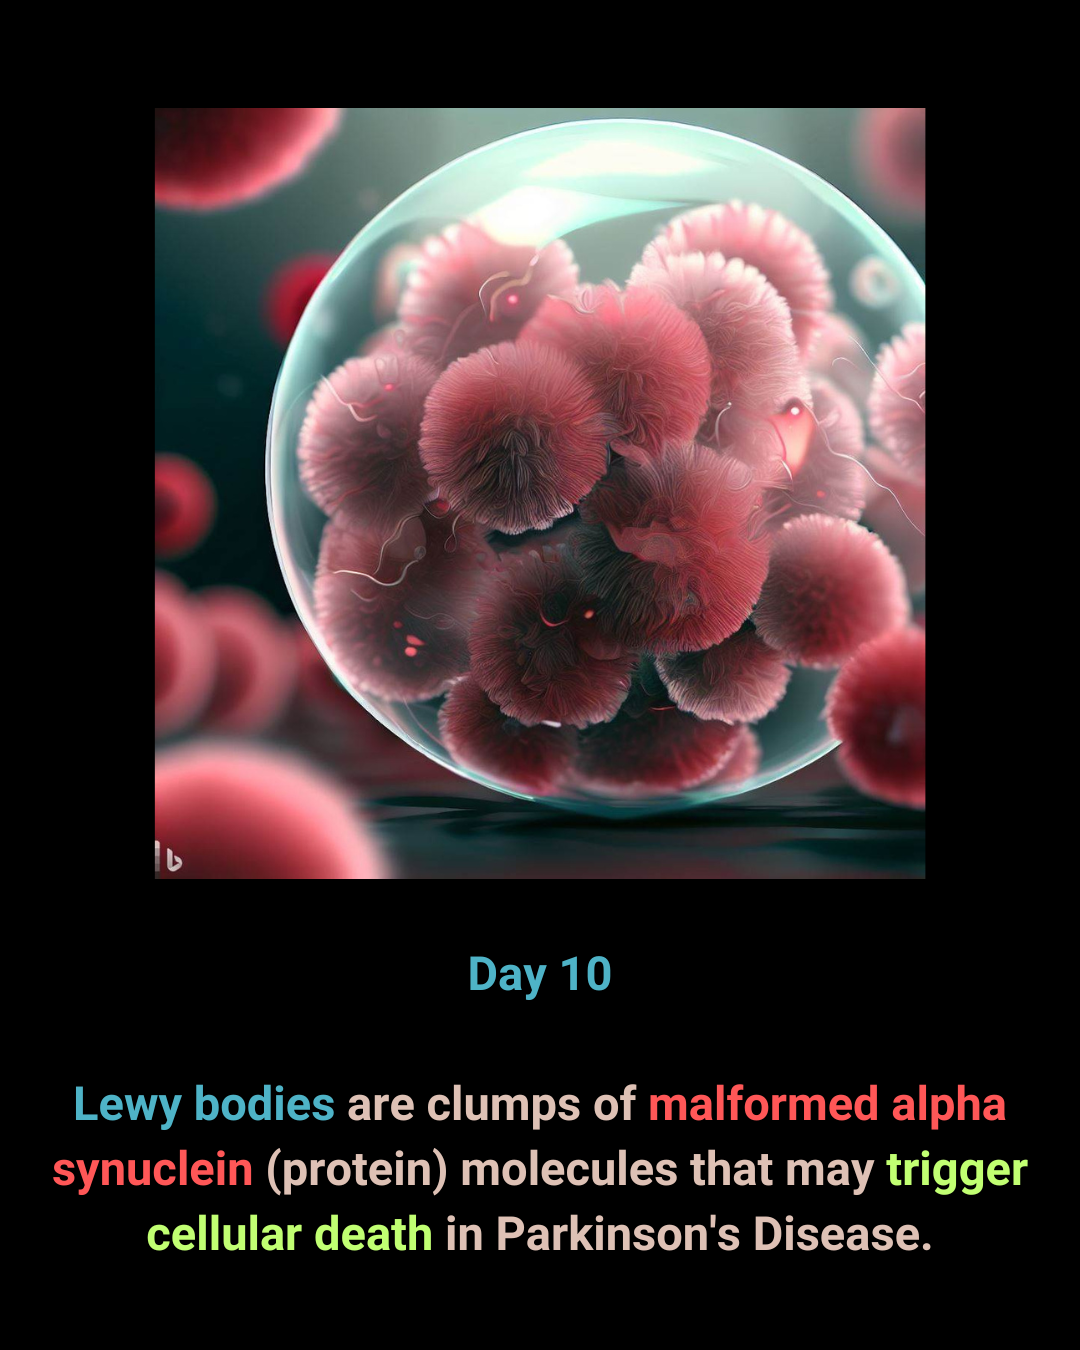 Day 10
Lewy bodies are clumps of malformed alpha
synuclein (protein) molecules that may trigger
cellular death in Parkinson's Disease.